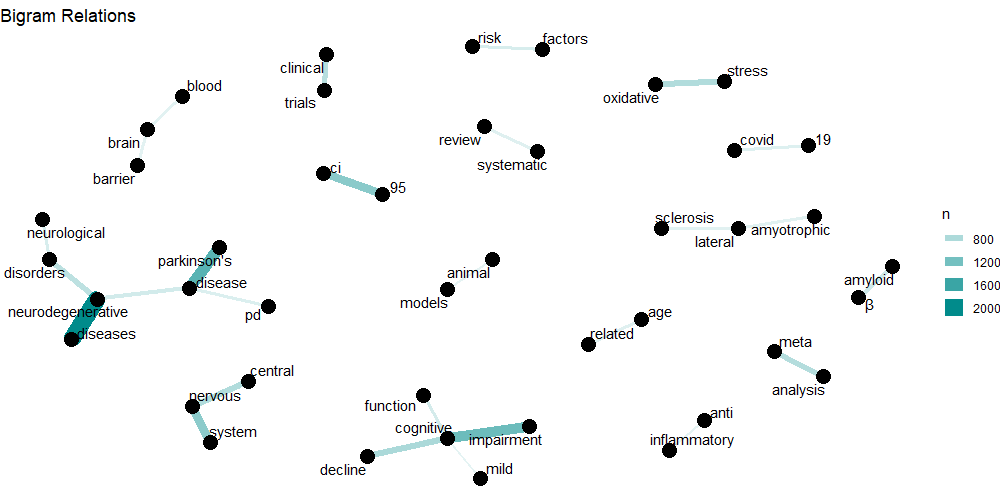 Bigram Relations
risk
factors
clinical
trials
stress
oxidative
blood
brain
barrier
review
systematic
covid
19
ci
95
sclerosis
lateral
amyotrophic
neurological
disorders
parkinson's
disease
neurodegenerative
diseases
pd
animal
models
amyloid
β
age
related
meta
analysis
central
nervous
system
function
cognitive
impairment
decline
mild
anti
inflammatory
n
800
1200
1600
2000